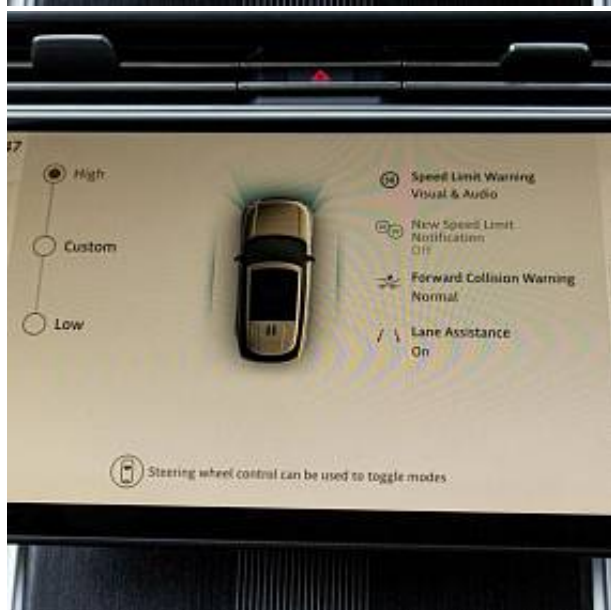 High
Custom
Low
Speed Limit Warning
Visual & Audio
New Speed Limit
Notification
Off
Forward Collision Warning
Normal
Lane Assistance
On
Steering wheel control can be used to toggle modes